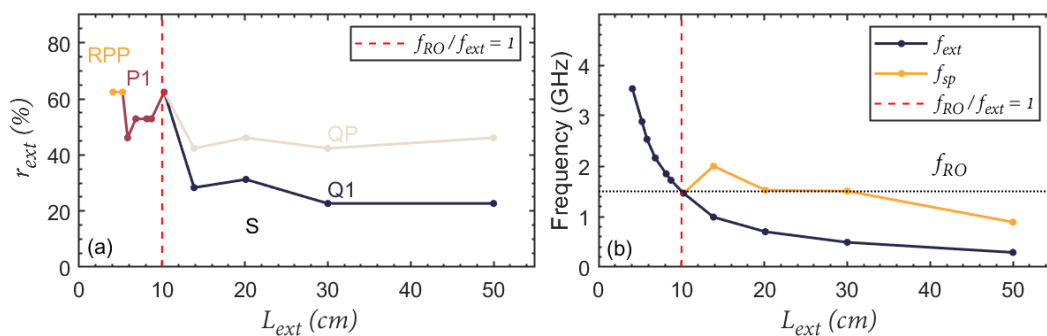 80
60
40
20
0
r_ext (%)
RPP
P1
f_RO / f_ext = 1
QP
Q1
S
(a)
0 10 20 30 40 50
L_ext (cm)
4
3
2
1
0
Frequency (GHz)
f_ext
f_sp
f_RO / f_ext = 1
f_RO
(b)
0 10 20 30 40 50
L_ext (cm)